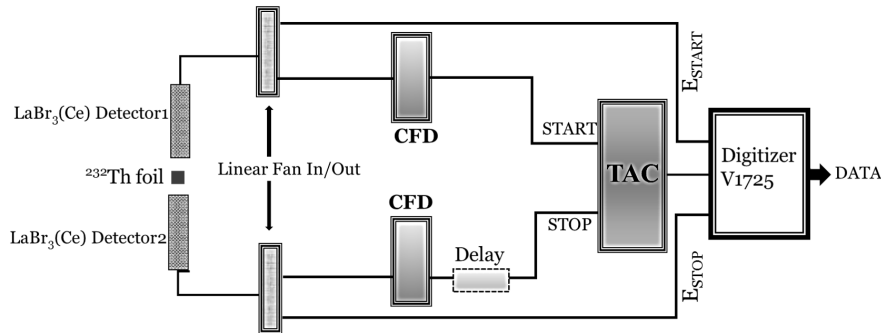 E_START
LaBr₃(Ce) Detector1
CFD
START
Linear Fan In/Out
²³²Th foil
TAC
Digitizer
V1725
DATA
CFD
STOP
LaBr₃(Ce) Detector2
Delay
E_STOP